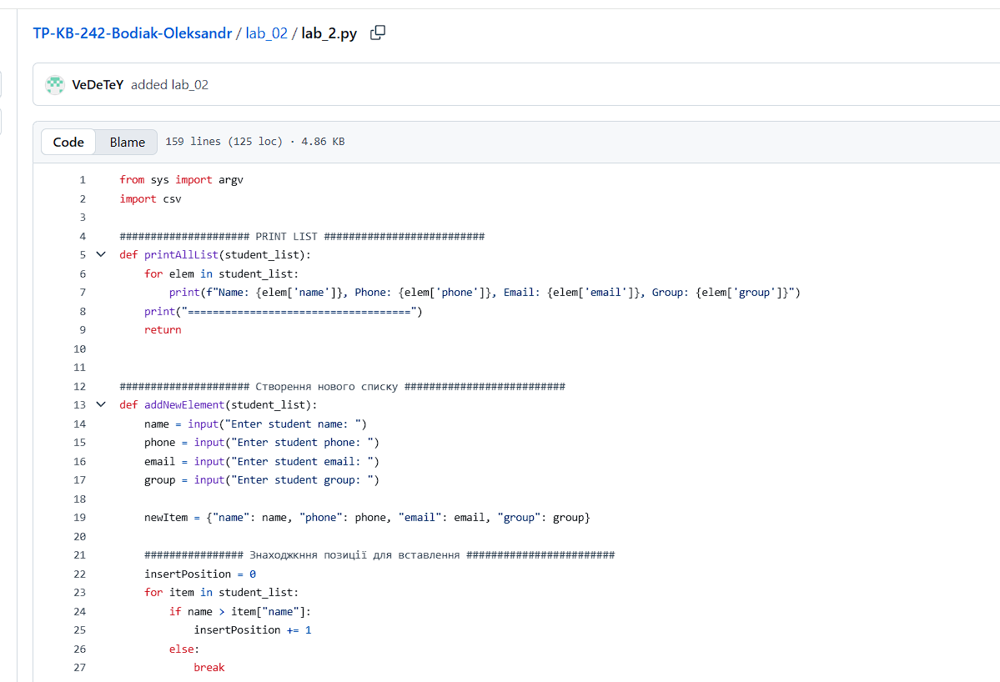 TP-KB-242-Bodiak-Oleksandr / lab_02 / lab_2.py
VeDeTeY added lab_02
Code Blame 159 lines (125 loc) · 4.86 KB
1 from sys import argv
2 import csv
3
4 ##################### PRINT LIST ##########################
5 def printAllList(student_list):
6 for elem in student_list:
7 print(f"Name: {elem['name']}, Phone: {elem['phone']}, Email: {elem['email']}, Group: {elem['group']}")
8 print("====================================")
9 return
10
11
12 ##################### Створення нового списку ##########################
13 def addNewElement(student_list):
14 name = input("Enter student name: ")
15 phone = input("Enter student phone: ")
16 email = input("Enter student email: ")
17 group = input("Enter student group: ")
18
19 newItem = {"name": name, "phone": phone, "email": email, "group": group}
20
21 ################ Знаходжкння позиції для вставлення ########################
22 insertPosition = 0
23 for item in student_list:
24 if name > item["name"]:
25 insertPosition += 1
26 else:
27 break